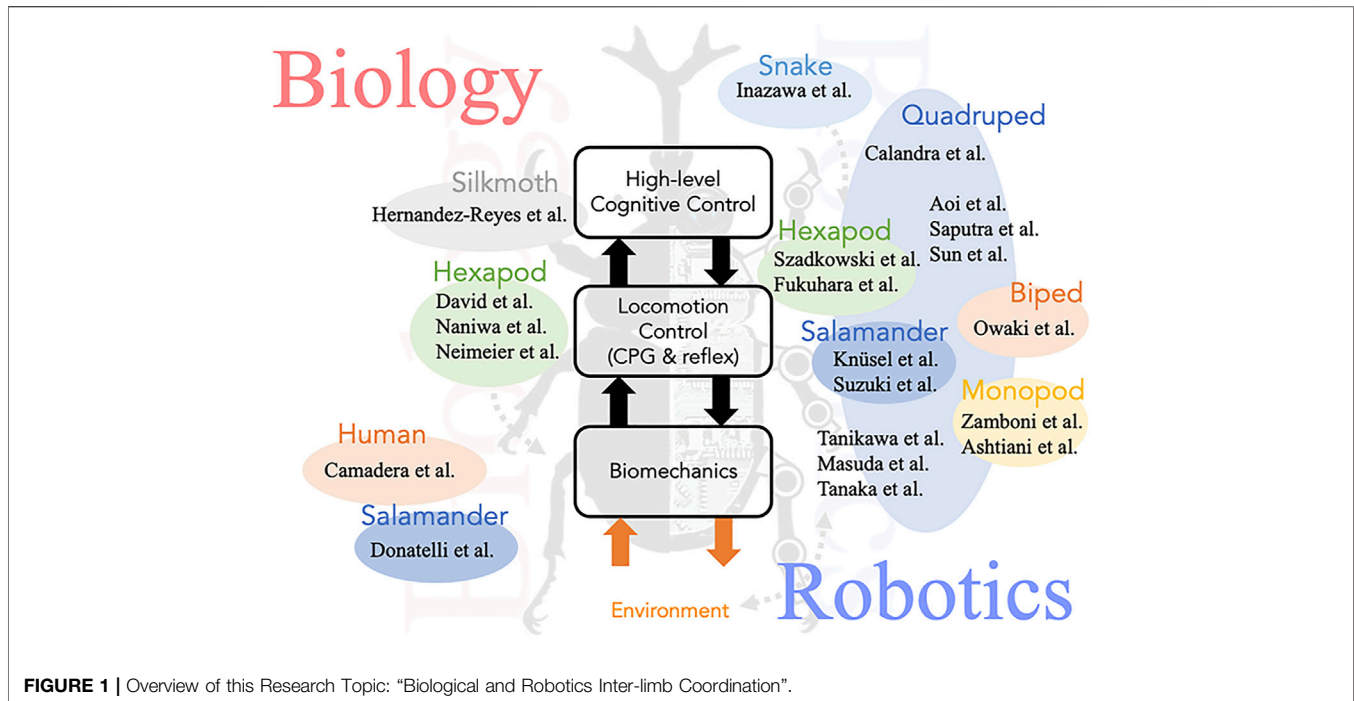 Biology
Snake
Inazawa et al.
Quadruped
Calandra et al.
Aoi et al.
Saputra et al.
Sun et al.
Silkmoth
Hernandez-Reyes et al.
High-level
Cognitive Control
Hexapod
Szadkowski et al.
Fukuhara et al.
Hexapod
David et al.
Naniwa et al.
Neimeier et al.
Locomotion
Control
(CPG & reflex)
Biped
Owaki et al.
Salamander
Knüsel et al.
Suzuki et al.
Monopod
Zamboni et al.
Ashtiani et al.
Human
Camadera et al.
Biomechanics
Tanikawa et al.
Masuda et al.
Tanaka et al.
Salamander
Donatelli et al.
Environment
Robotics
FIGURE 1 | Overview of this Research Topic: “Biological and Robotics Inter-limb Coordination”.